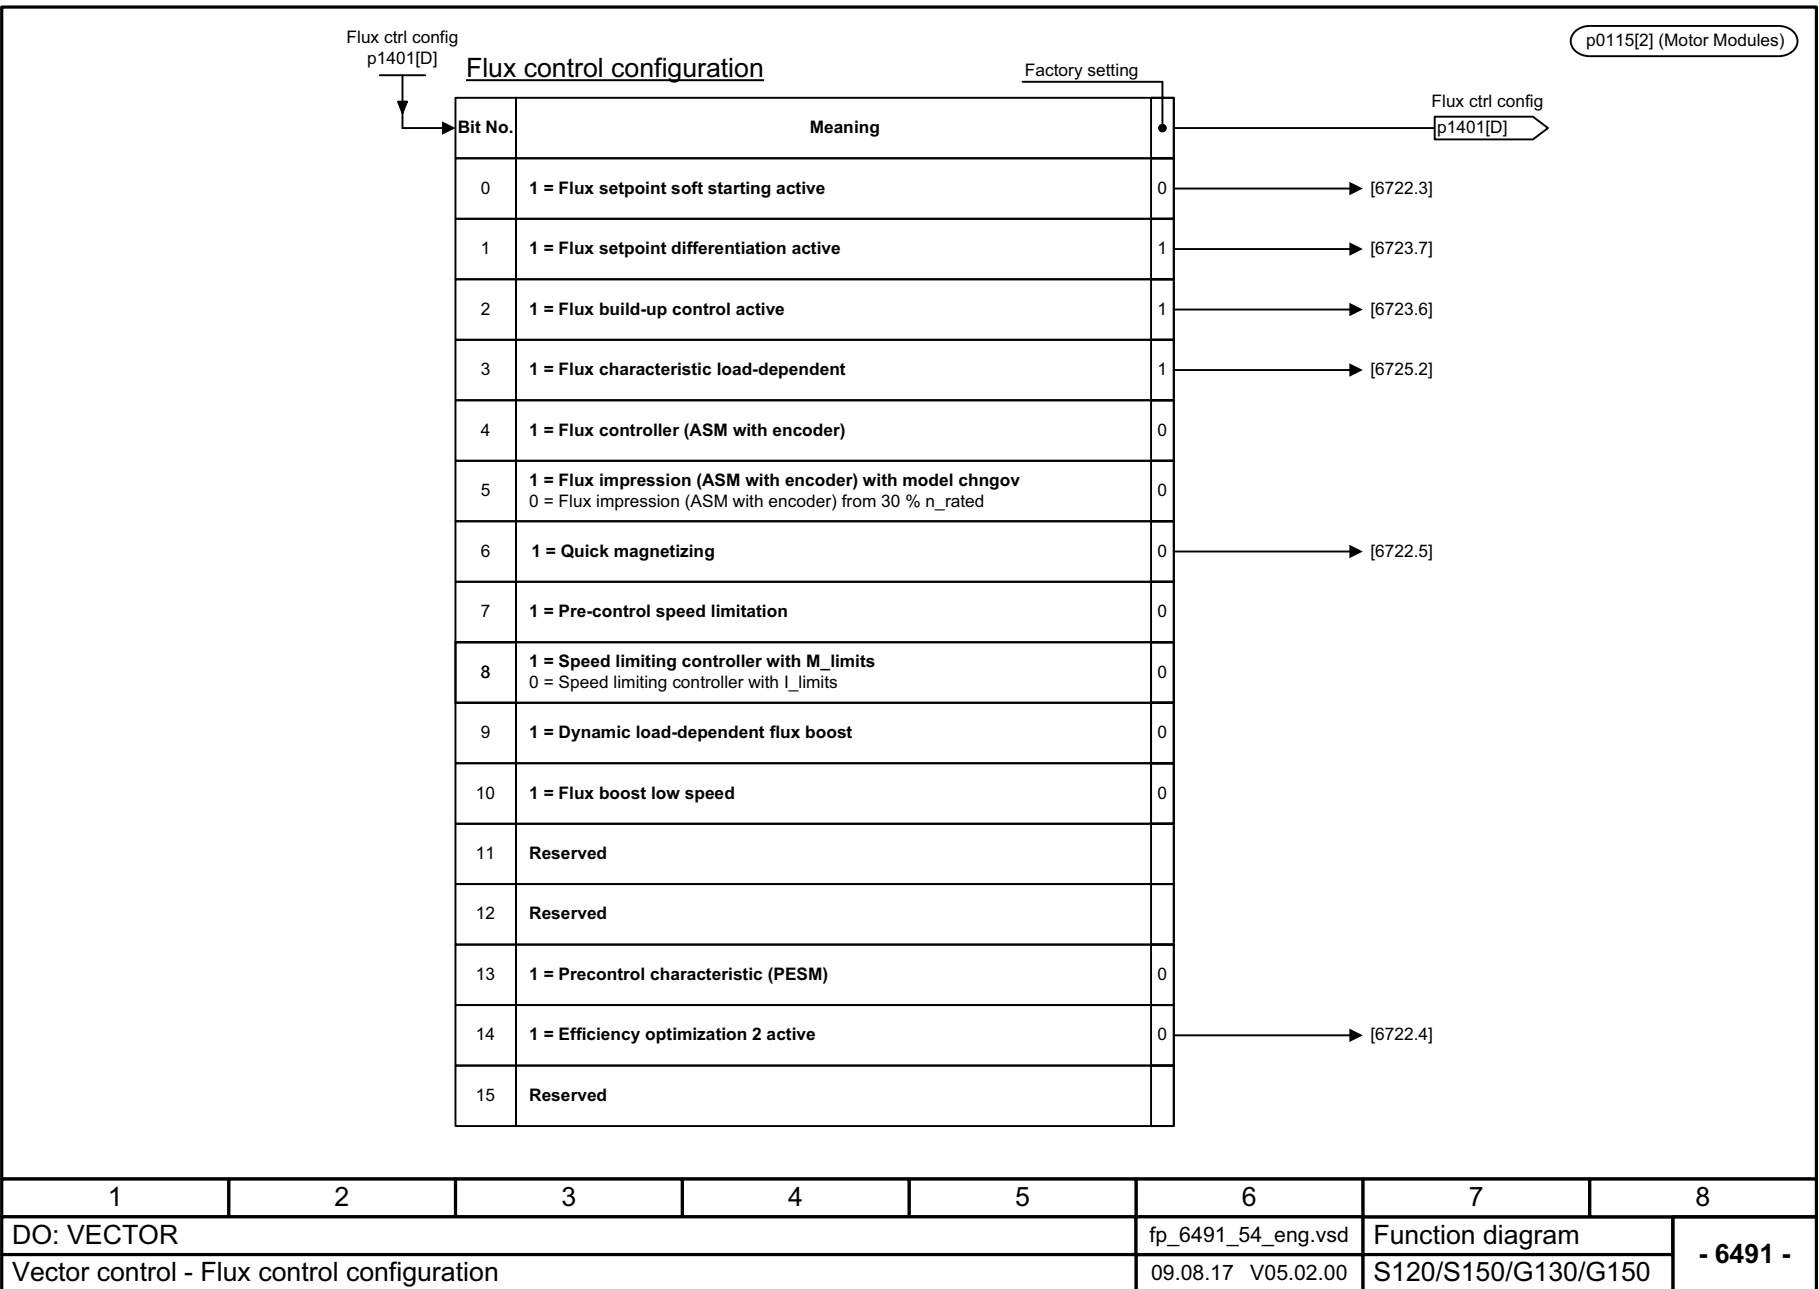 Flux ctrl config
p1401[D]
Flux control configuration
Factory setting
p0115[2] (Motor Modules)
Flux ctrl config
p1401[D]
Bit No. Meaning
0 1 = Flux setpoint soft starting active 0 [6722.3]
1 1 = Flux setpoint differentiation active 1 [6723.7]
2 1 = Flux build-up control active 1 [6723.6]
3 1 = Flux characteristic load-dependent 1 [6725.2]
4 1 = Flux controller (ASM with encoder) 0
5 1 = Flux impression (ASM with encoder) with model chngov 0
0 = Flux impression (ASM with encoder) from 30 % n_rated
6 1 = Quick magnetizing 0 [6722.5]
7 1 = Pre-control speed limitation 0
8 1 = Speed limiting controller with M_limits 0
0 = Speed limiting controller with I_limits
9 1 = Dynamic load-dependent flux boost 0
10 1 = Flux boost low speed 0
11 Reserved
12 Reserved
13 1 = Precontrol characteristic (PESM) 0
14 1 = Efficiency optimization 2 active 0 [6722.4]
15 Reserved
1 2 3 4 5 6 7 8
DO: VECTOR fp_6491_54_eng.vsd Function diagram
- 6491 -
Vector control - Flux control configuration 09.08.17 V05.02.00 S120/S150/G130/G150